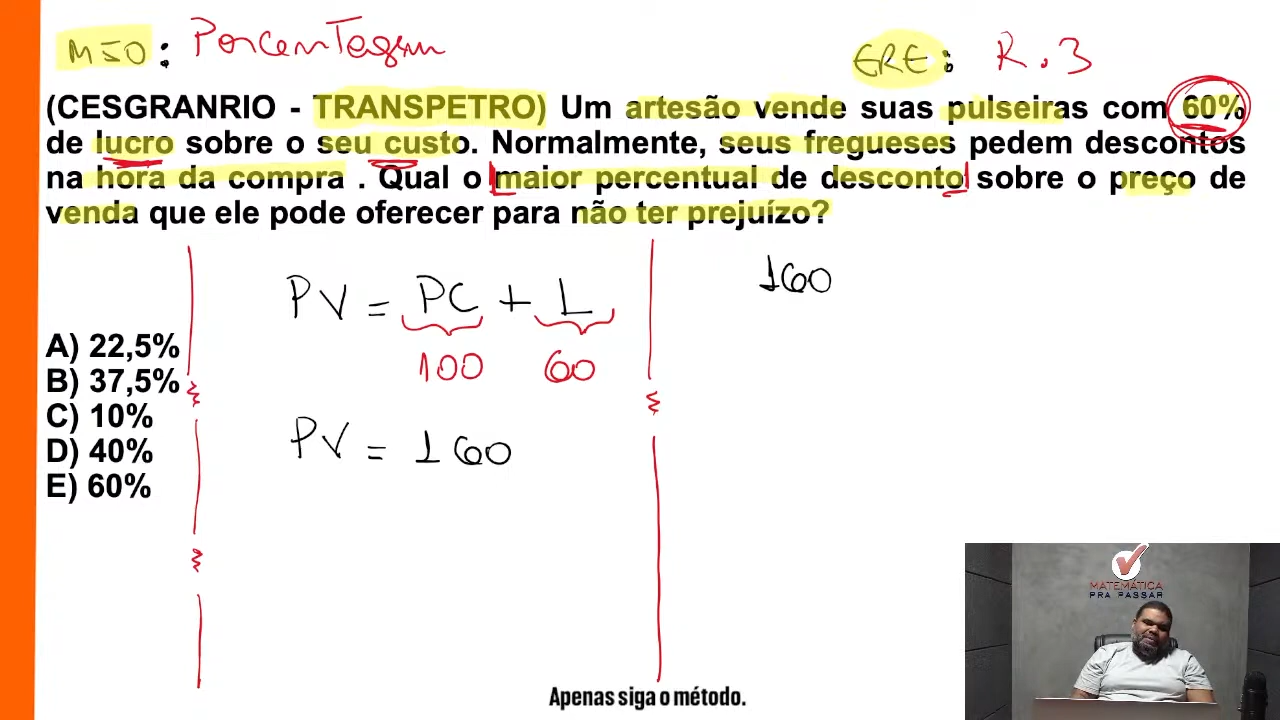 M50: Porcentagem
ERE: R.3
(CESGRANRIO - TRANSPETRO) Um artesão vende suas pulseiras com 60%
de lucro sobre o seu custo. Normalmente, seus fregueses pedem descontos
na hora da compra . Qual o maior percentual de desconto sobre o preço de
venda que ele pode oferecer para não ter prejuízo?
A) 22,5%
B) 37,5%
C) 10%
D) 40%
E) 60%
PV = PC + L
100 60
PV = 160
160
MATEMÁTICA
PRA PASSAR
Apenas siga o método.